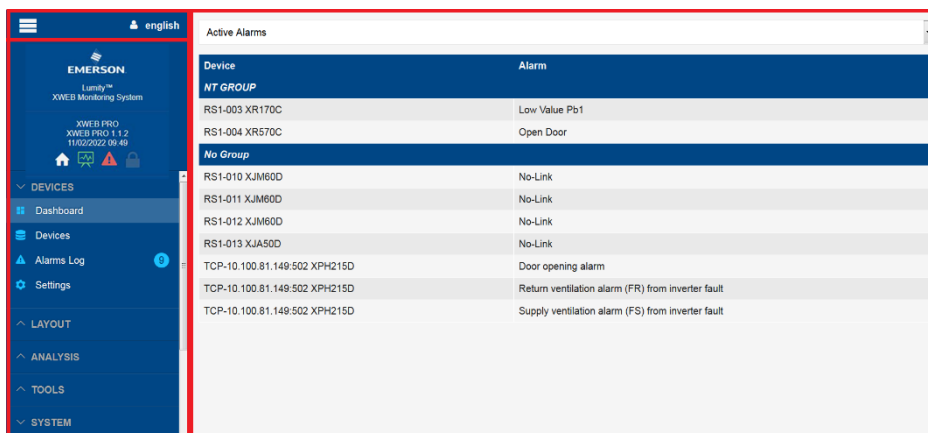 english
EMERSON
Lumity™
XWEB Monitoring System
XWEB PRO
XWEB PRO 1.1.2
11/02/2022 09:49
DEVICES
Dashboard
Devices
Alarms Log 9
Settings
LAYOUT
ANALYSIS
TOOLS
SYSTEM
Active Alarms
Device Alarm
NT GROUP
RS1-003 XR170C Low Value Pb1
RS1-004 XR570C Open Door
No Group
RS1-010 XJM60D No-Link
RS1-011 XJM60D No-Link
RS1-012 XJM60D No-Link
RS1-013 XJA50D No-Link
TCP-10.100.81.149:502 XPH215D Door opening alarm
TCP-10.100.81.149:502 XPH215D Return ventilation alarm (FR) from inverter fault
TCP-10.100.81.149:502 XPH215D Supply ventilation alarm (FS) from inverter fault